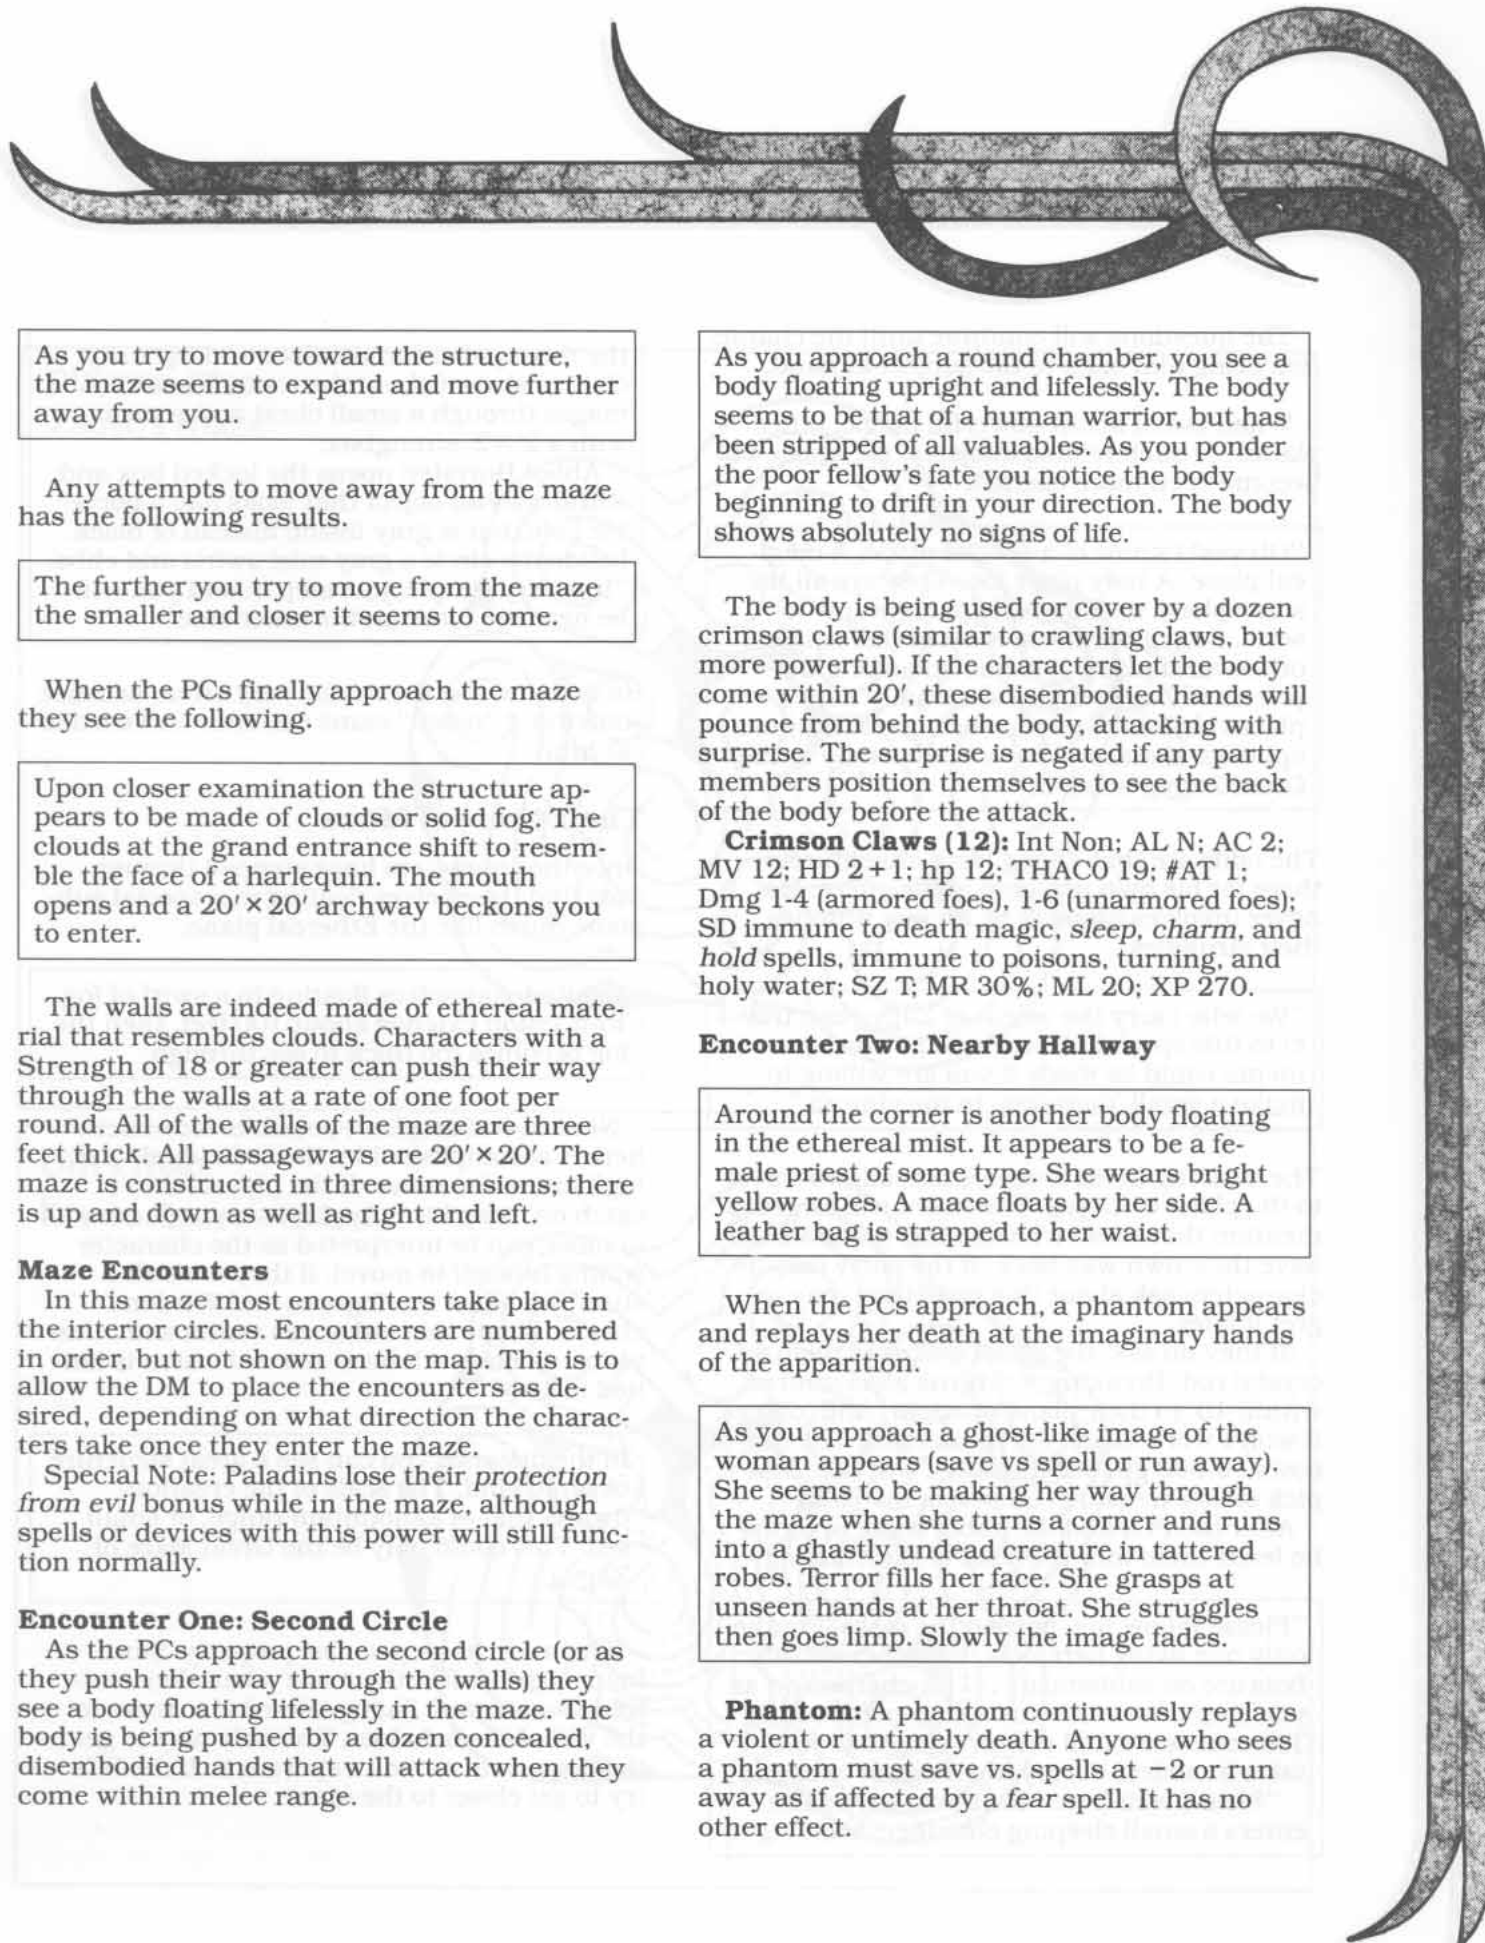 As you try to move toward the structure,
the maze seems to expand and move further
away from you.
Any attempts to move away from the maze
has the following results.
The further you try to move from the maze
the smaller and closer it seems to come.
When the PCs finally approach the maze
they see the following.
Upon closer examination the structure ap-
pears to be made of clouds or solid fog. The
clouds at the grand entrance shift to resem-
ble the face of a harlequin. The mouth
opens and a 20′×20′ archway beckons you
to enter.
The walls are indeed made of ethereal mate-
rial that resembles clouds. Characters with a
Strength of 18 or greater can push their way
through the walls at a rate of one foot per
round. All of the walls of the maze are three
feet thick. All passageways are 20′×20′. The
maze is constructed in three dimensions; there
is up and down as well as right and left.
Maze Encounters
In this maze most encounters take place in
the interior circles. Encounters are numbered
in order, but not shown on the map. This is to
allow the DM to place the encounters as de-
sired, depending on what direction the charac-
ters take once they enter the maze.
Special Note: Paladins lose their protection
from evil bonus while in the maze, although
spells or devices with this power will still func-
tion normally.
Encounter One: Second Circle
As the PCs approach the second circle (or as
they push their way through the walls) they
see a body floating lifelessly in the maze. The
body is being pushed by a dozen concealed,
disembodied hands that will attack when they
come within melee range.
As you approach a round chamber, you see a
body floating upright and lifelessly. The body
seems to be that of a human warrior, but has
been stripped of all valuables. As you ponder
the poor fellow's fate you notice the body
beginning to drift in your direction. The body
shows absolutely no signs of life.
The body is being used for cover by a dozen
crimson claws (similar to crawling claws, but
more powerful). If the characters let the body
come within 20′, these disembodied hands will
pounce from behind the body, attacking with
surprise. The surprise is negated if any party
members position themselves to see the back
of the body before the attack.
Crimson Claws (12): Int Non; AL N; AC 2;
MV 12; HD 2+1; hp 12; THAC0 19; #AT 1;
Dmg 1-4 (armored foes), 1-6 (unarmored foes);
SD immune to death magic, sleep, charm, and
hold spells, immune to poisons, turning, and
holy water; SZ T; MR 30%; ML 20; XP 270.
Encounter Two: Nearby Hallway
Around the corner is another body floating
in the ethereal mist. It appears to be a fe-
male priest of some type. She wears bright
yellow robes. A mace floats by her side. A
leather bag is strapped to her waist.
When the PCs approach, a phantom appears
and replays her death at the imaginary hands
of the apparition.
As you approach a ghost-like image of the
woman appears (save vs spell or run away).
She seems to be making her way through
the maze when she turns a corner and runs
into a ghastly undead creature in tattered
robes. Terror fills her face. She grasps at
unseen hands at her throat. She struggles
then goes limp. Slowly the image fades.
Phantom: A phantom continuously replays
a violent or untimely death. Anyone who sees
a phantom must save vs. spells at −2 or run
away as if affected by a fear spell. It has no
other effect.